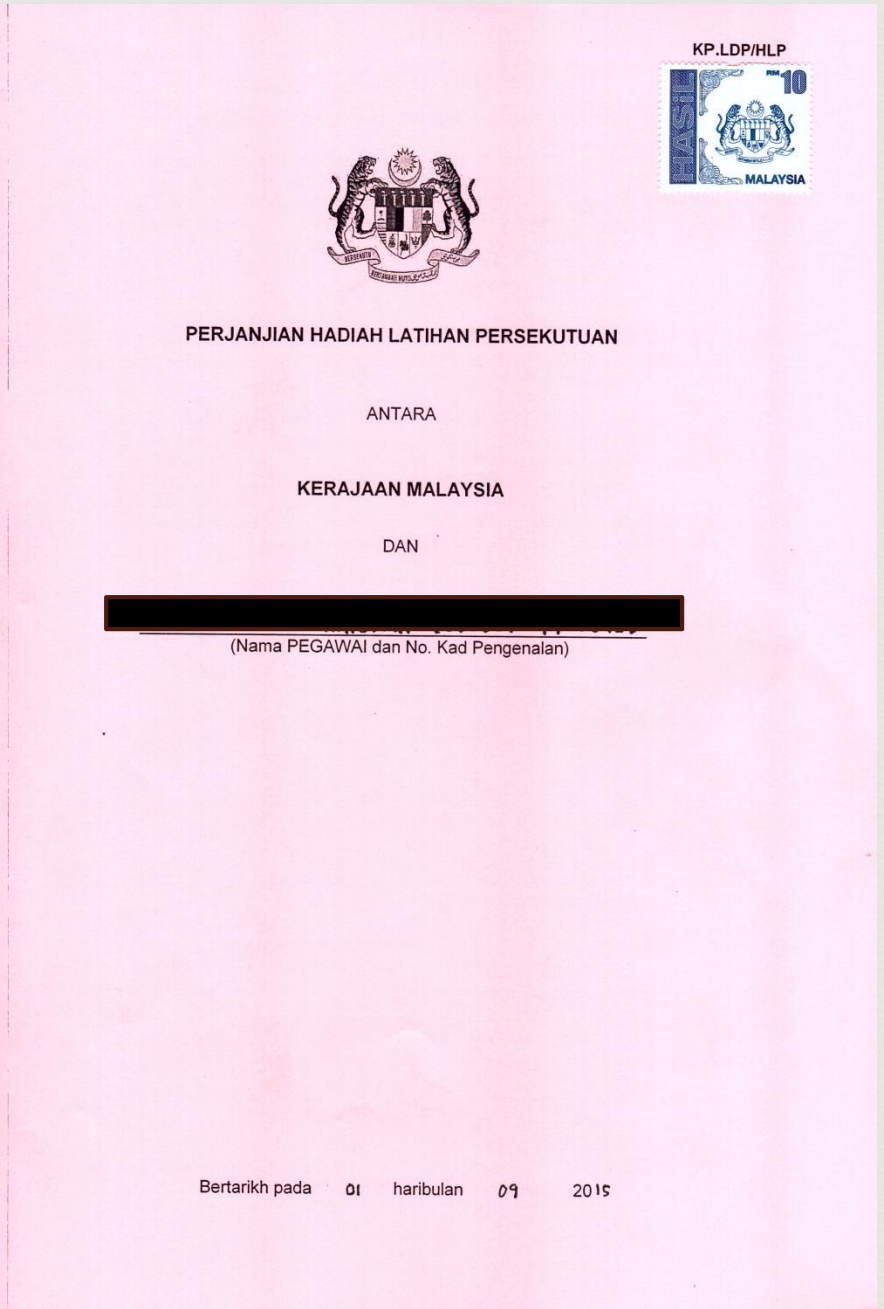 KP.LDP/HLP
RM 10
HASiL
MALAYSIA
PERJANJIAN HADIAH LATIHAN PERSEKUTUAN
ANTARA
KERAJAAN MALAYSIA
DAN
(Nama PEGAWAI dan No. Kad Pengenalan)
Bertarikh pada 01 haribulan 09 2015